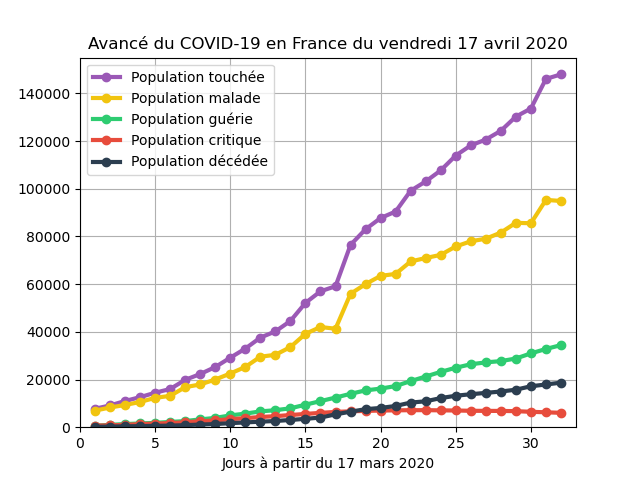 Avancé du COVID-19 en France du vendredi 17 avril 2020
Population touchée
Population malade
Population guérie
Population critique
Population décédée
140000
120000
100000
80000
60000
40000
20000
0
0 5 10 15 20 25 30
Jours à partir du 17 mars 2020